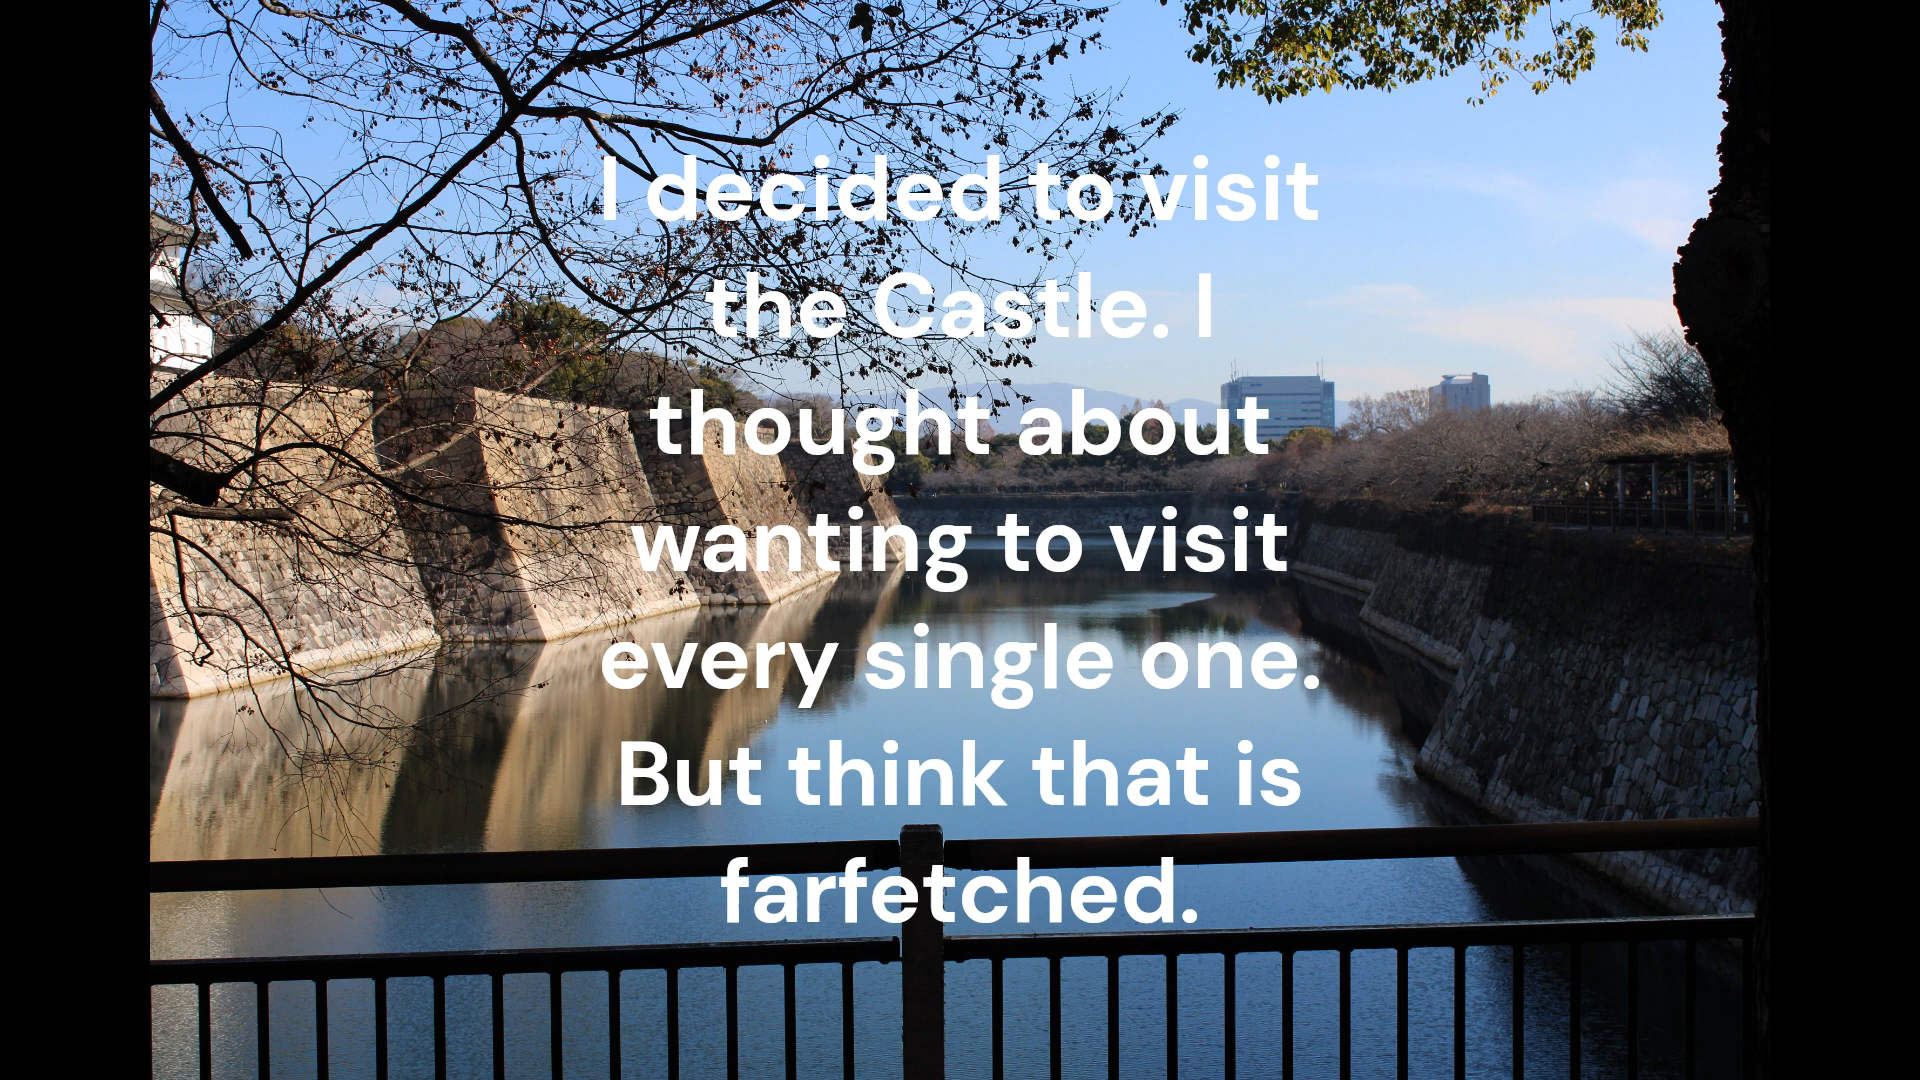 I decided to visit
the Castle. I
thought about
wanting to visit
every single one.
But think that is
farfetched.